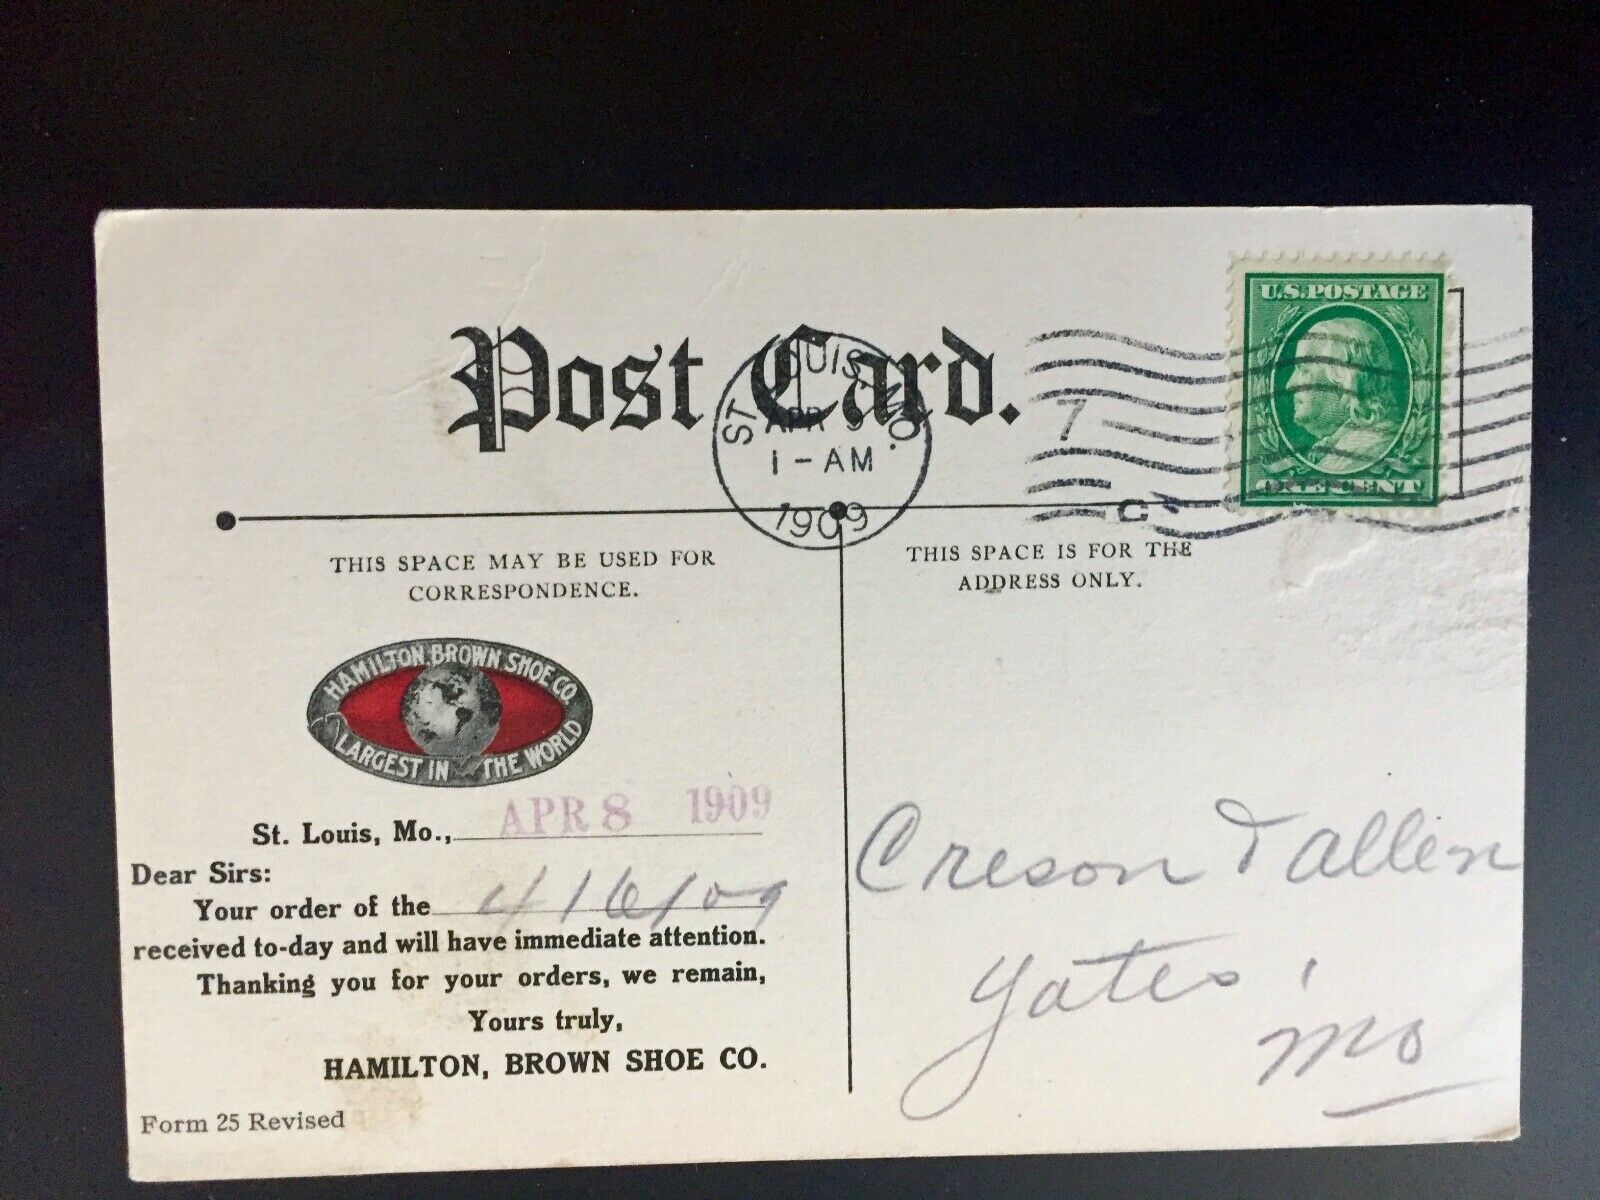 Post Card.
ST. LOUIS, MO.
APR 9
1-AM
1909
7
C
U.S. POSTAGE
ONE CENT
THIS SPACE MAY BE USED FOR
CORRESPONDENCE.
THIS SPACE IS FOR THE
ADDRESS ONLY.
HAMILTON BROWN SHOE CO.
LARGEST IN THE WORLD
St. Louis, Mo., APR 8 1909
Dear Sirs:
Your order of the 4/6/09
received to-day and will have immediate attention.
Thanking you for your orders, we remain,
Yours truly,
HAMILTON, BROWN SHOE CO.
Form 25 Revised
Creson & Allen
Yates,
Mo